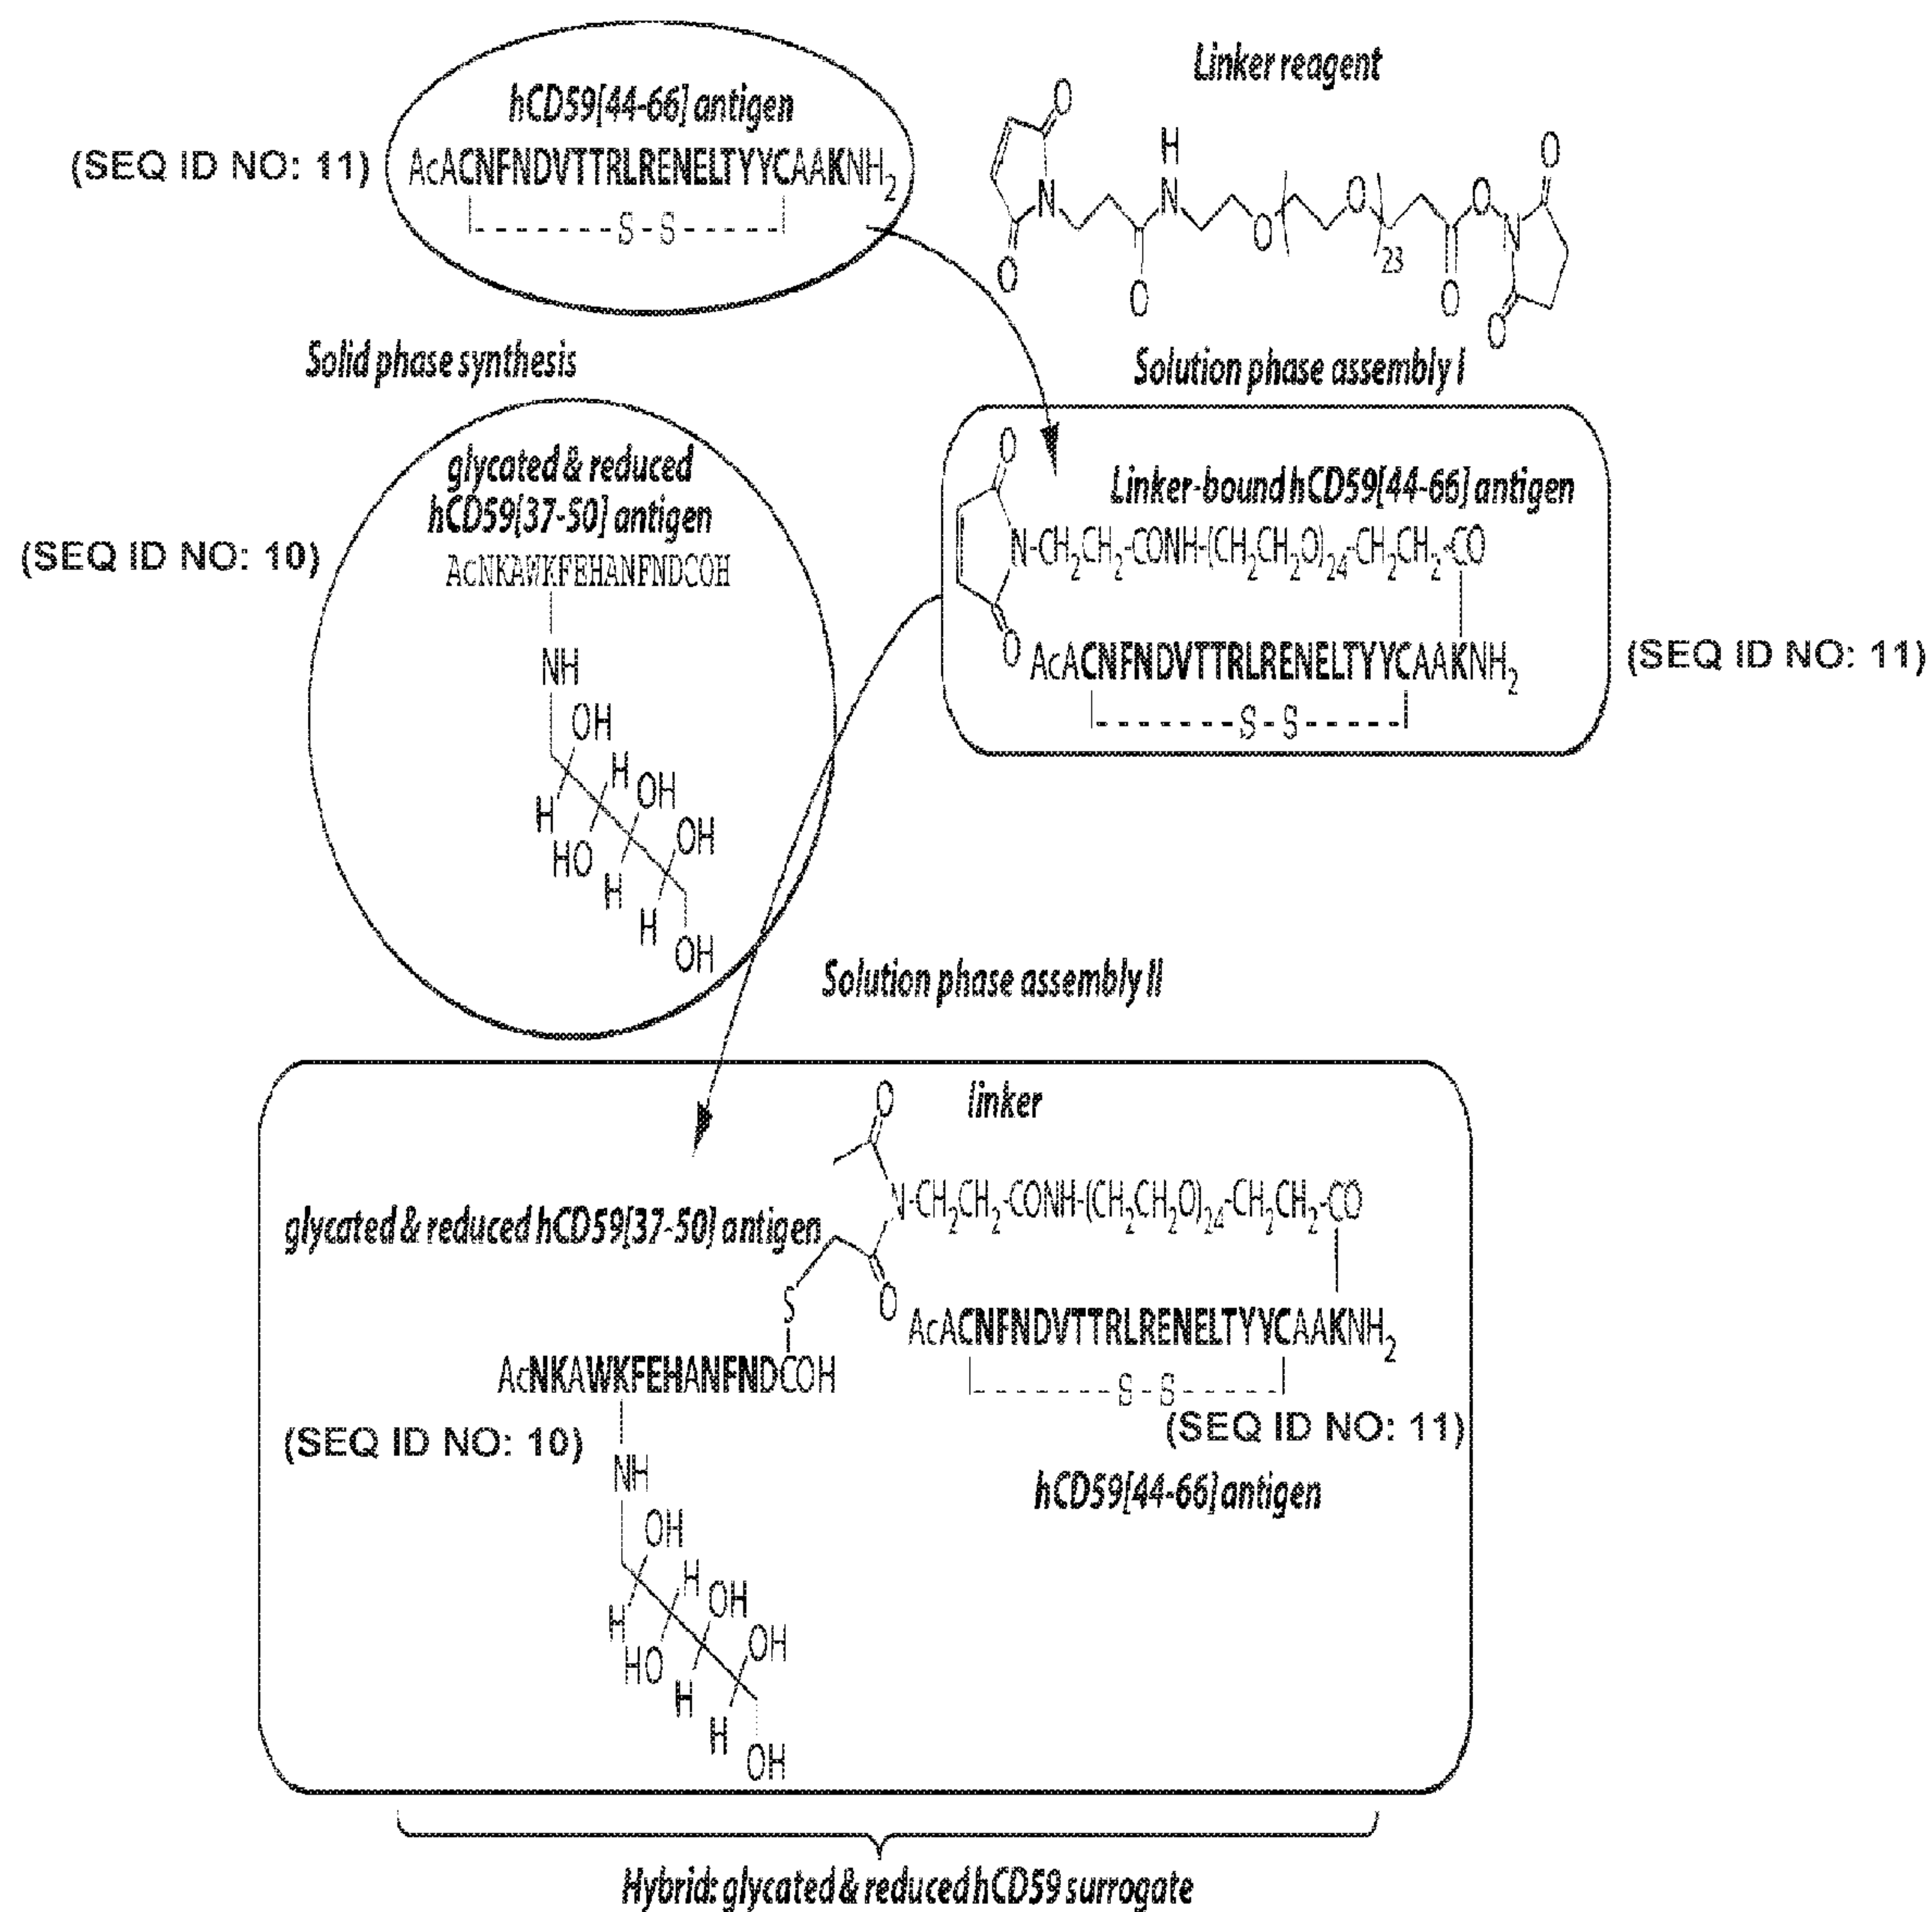 hCD59[44-66] antigen
(SEQ ID NO: 11)
AcACNFNDVTTRLRENELTYYCAAKNH2
S-S
Linker reagent
O
H
N
N
O
O
O
O
O
23
O
O
N
O
O
Solid phase synthesis
Solution phase assembly I
glycated & reduced
hCD59[37-50] antigen
(SEQ ID NO: 10)
AcNKAWKFEHANFNDCOH
NH
OH
H
OH
H
OH
HO
H
H
OH
O
Linker-bound hCD59[44-66] antigen
N-CH2CH2-CONH-(CH2CH2O)24-CH2CH2-CO
O
AcACNFNDVTTRLRENELTYYCAAKNH2
(SEQ ID NO: 11)
S-S
Solution phase assembly II
O
linker
N-CH2CH2-CONH-(CH2CH2O)24-CH2CH2-CO
glycated & reduced hCD59[37-50] antigen
S
O
AcACNFNDVTTRLRENELTYYCAAKNH2
S-S
AcNKAWKFEHANFNDCOH
(SEQ ID NO: 11)
(SEQ ID NO: 10)
hCD59[44-66] antigen
NH
OH
H
OH
H
OH
HO
H
H
OH
Hybrid: glycated & reduced hCD59 surrogate